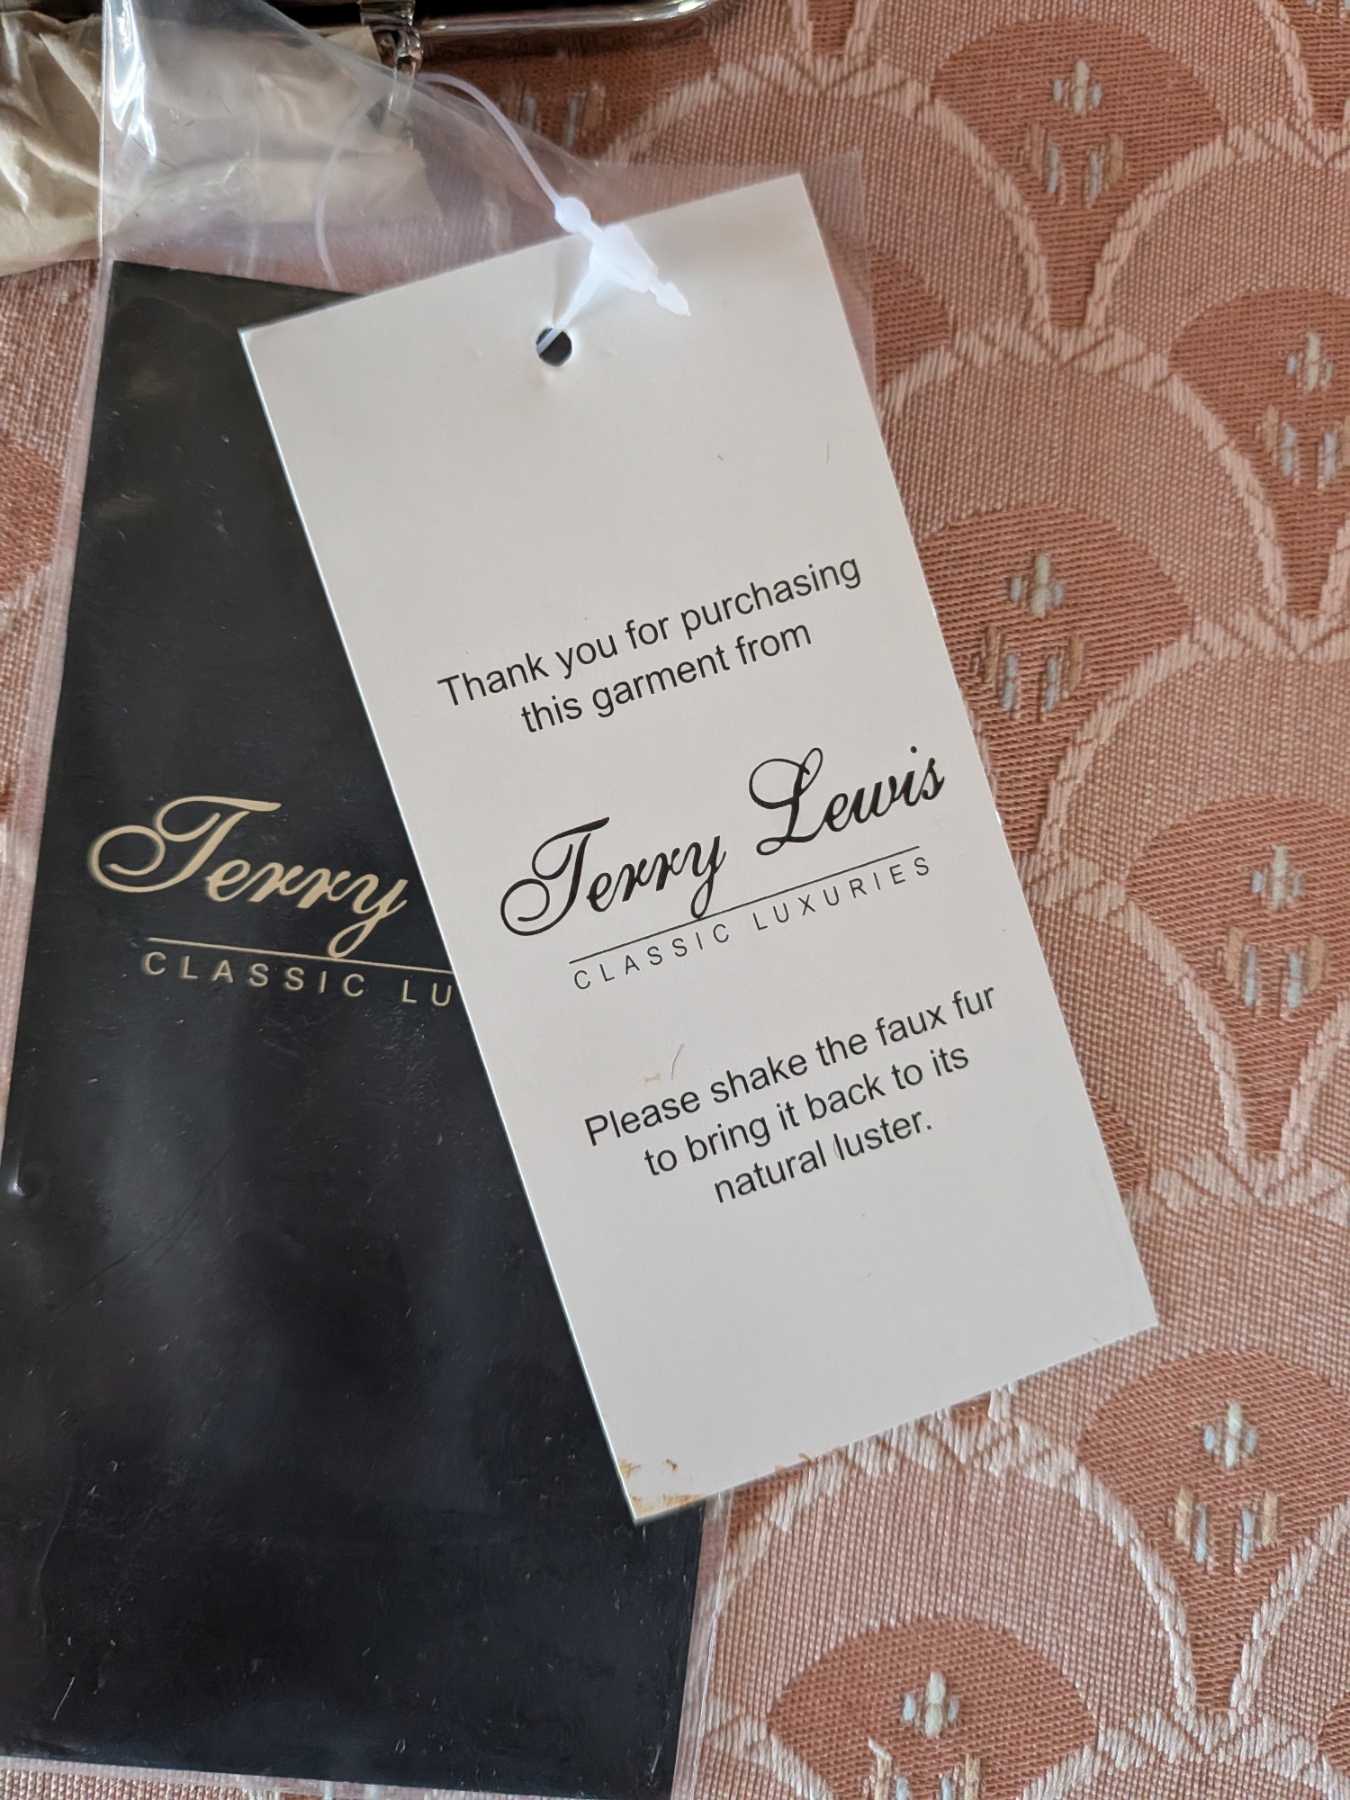 Thank you for purchasing
this garment from
Terry Lewis
CLASSIC LUXURIES
Please shake the faux fur
to bring it back to its
natural luster.
Terry
CLASSIC LU